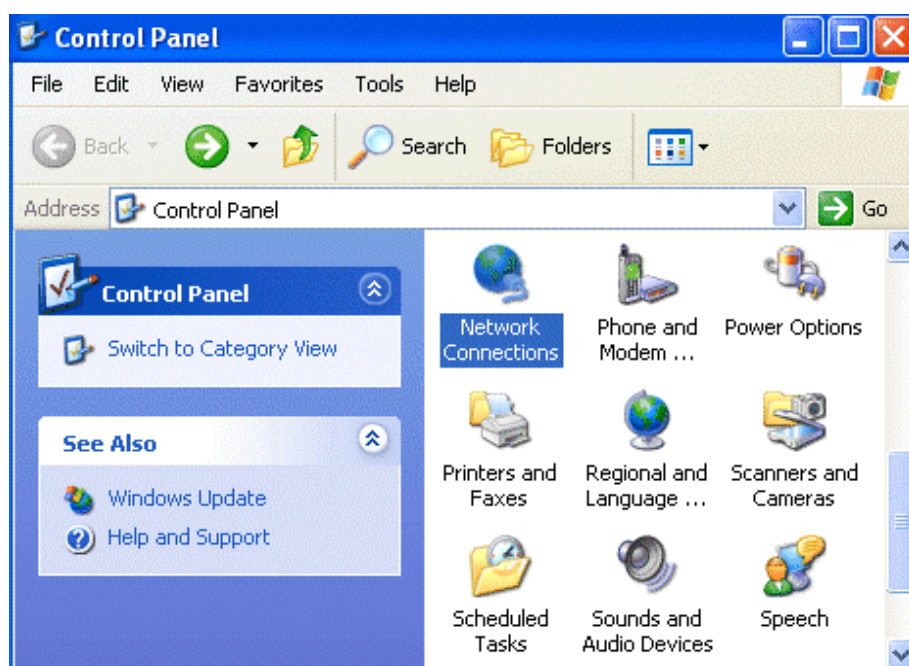 Control Panel
File Edit View Favorites Tools Help
Back Search Folders
Address Control Panel Go
Control Panel
Switch to Category View
See Also
Windows Update
Help and Support
Network
Connections
Phone and
Modem ...
Power Options
Printers and
Faxes
Regional and
Language ...
Scanners and
Cameras
Scheduled
Tasks
Sounds and
Audio Devices
Speech